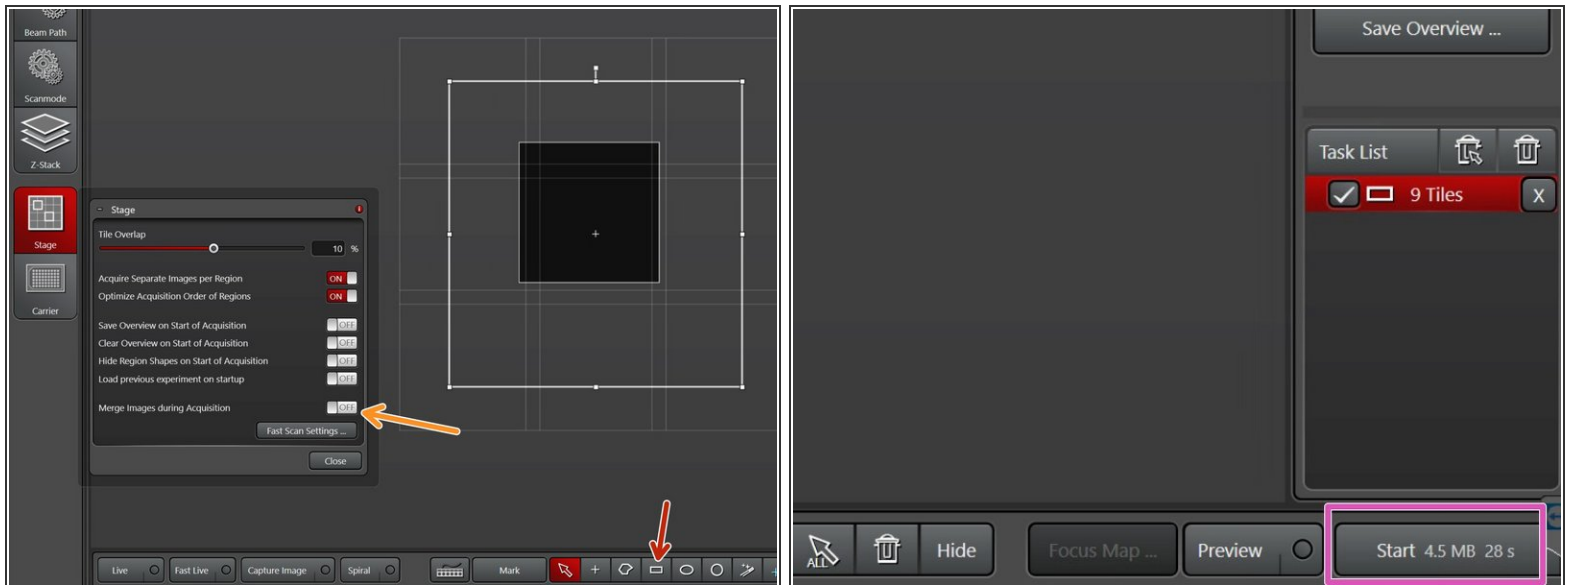 Beam Path
Scanmode
Z-Stack
Stage
Carrier
Stage
Tile Overlap
10 %
Acquire Separate Images per Region ON
Optimize Acquisition Order of Regions ON
Save Overview on Start of Acquisition OFF
Clear Overview on Start of Acquisition OFF
Hide Region Shapes on Start of Acquisition OFF
Load previous experiment on startup OFF
Merge Images during Acquisition OFF
Fast Scan Settings ...
Close
Live Fast Live Capture Image Spiral Mark
Save Overview ...
Task List
9 Tiles X
ALL Hide Focus Map ... Preview Start 4.5 MB 28 s